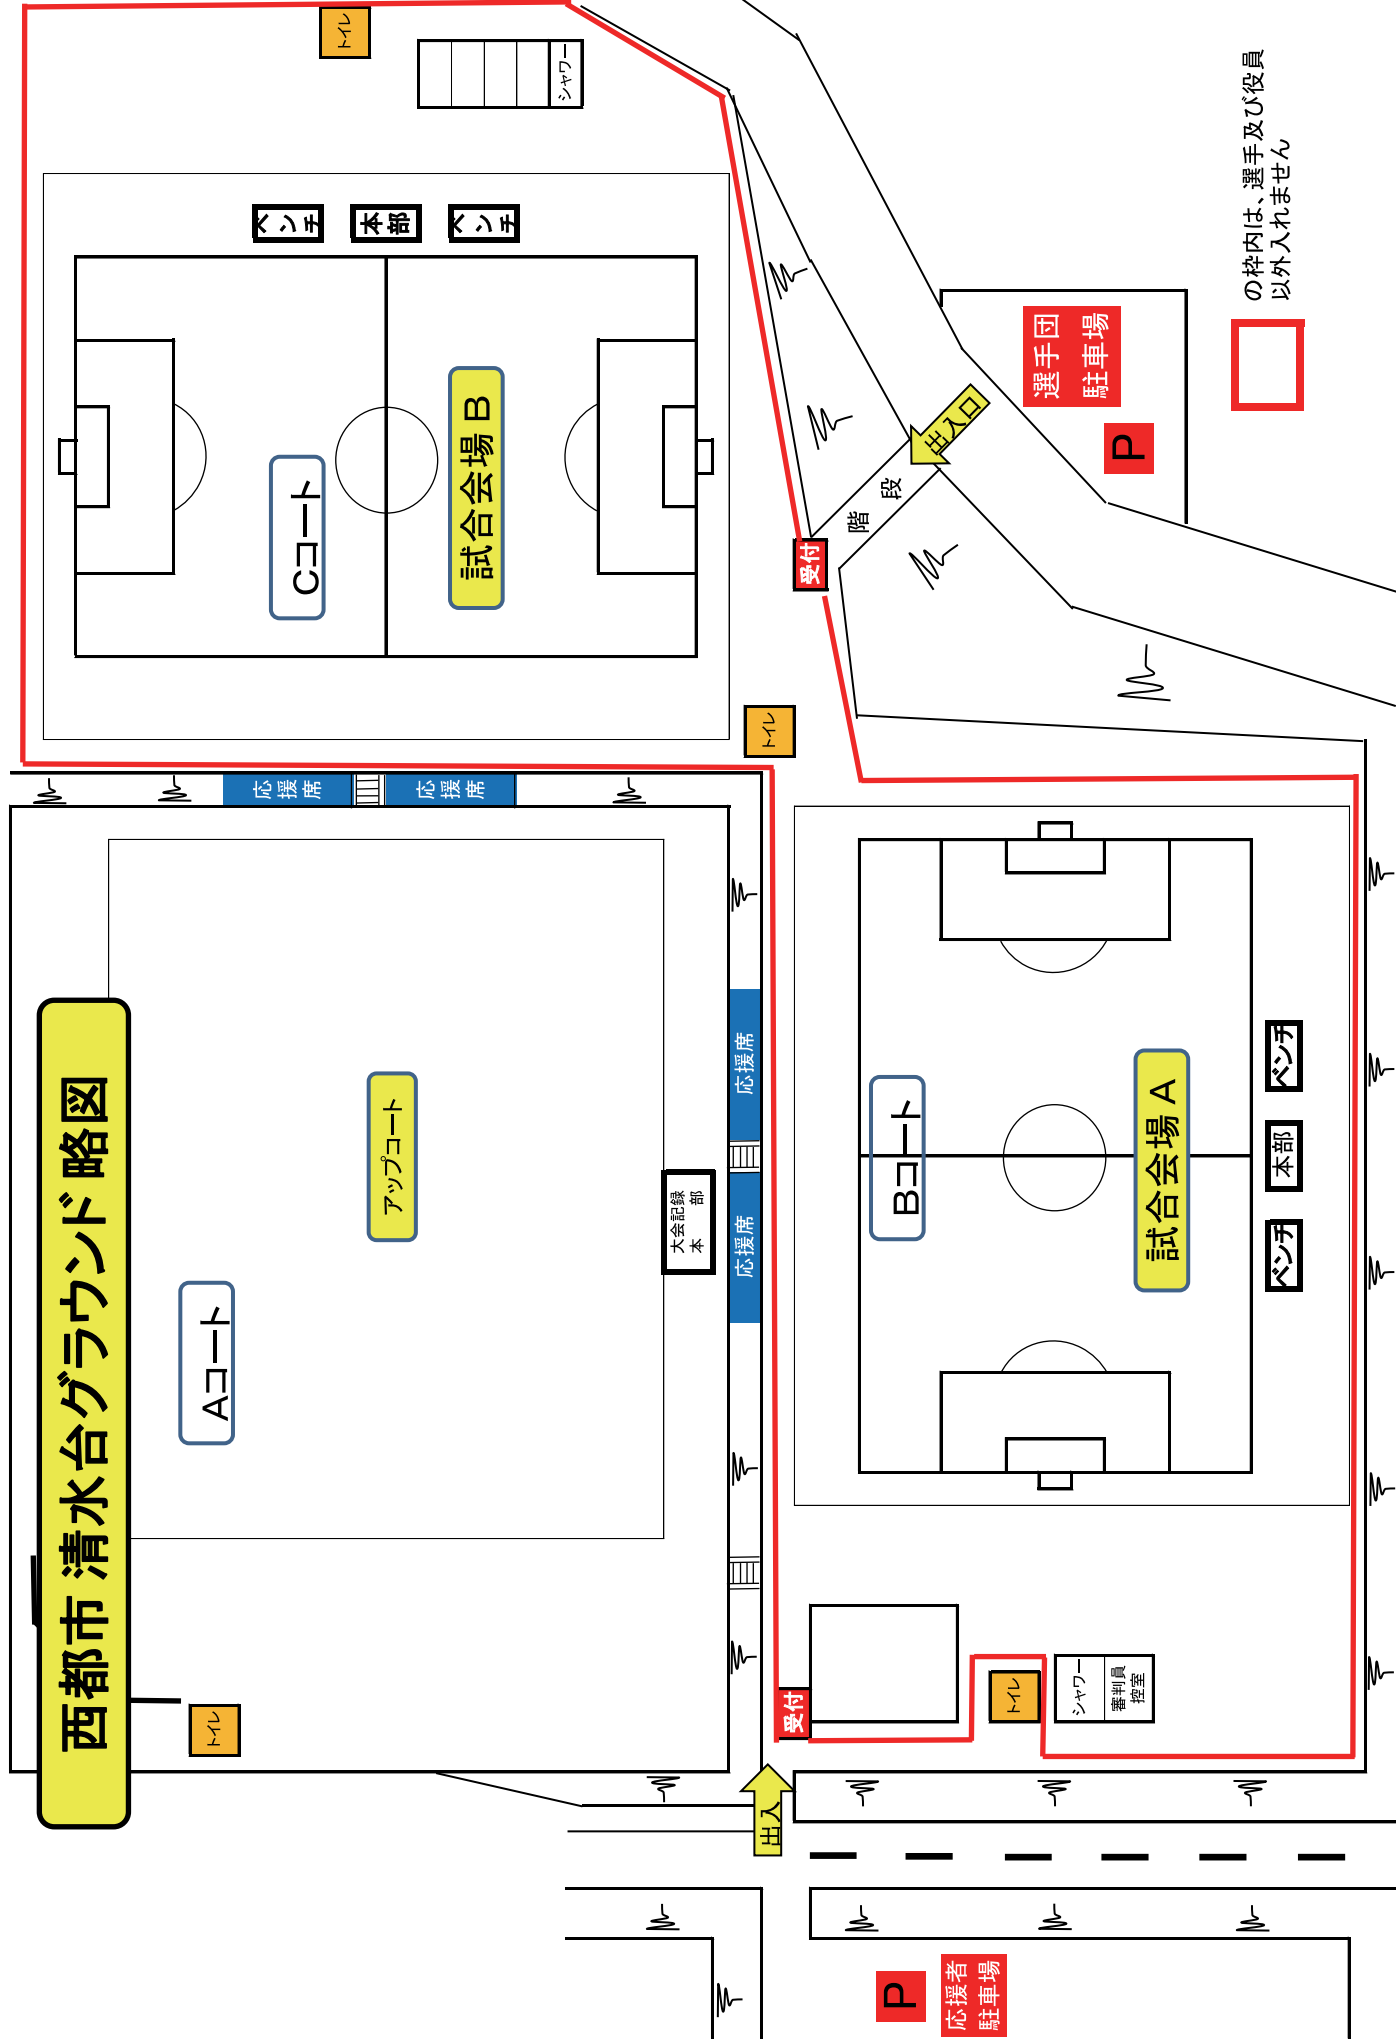 西都市 清水台グラウンド 略図
トイレ
Aコート
アップコート
大会記録
本 部
応援席
応援席
応援席
応援席
トイレ
シャワー
ベンチ
本部
ベンチ
Cコート
試合会場 B
トイレ
受付
階 段
出入口
選手団
駐車場
P
の枠内は、選手及び役員
以外入れません
Bコート
試合会場 A
ベンチ
本部
ベンチ
受付
トイレ
シャワー
審判員
控室
出入
P
応援者
駐車場